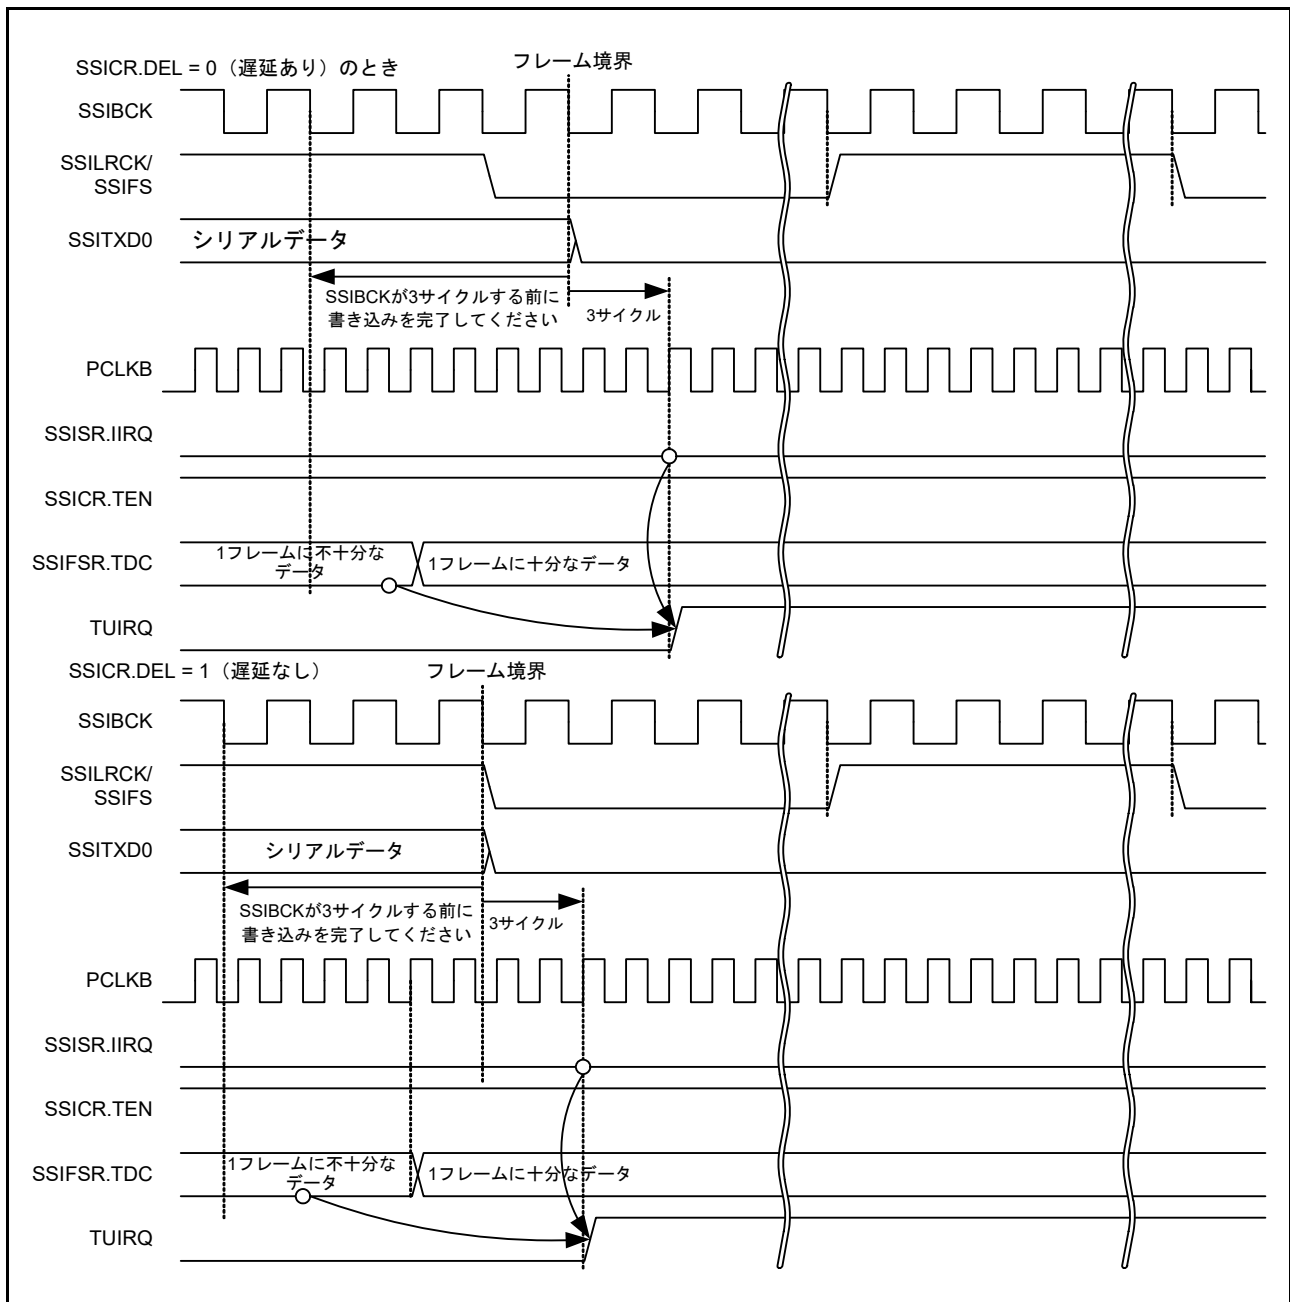 フレーム境界
SSICR.DEL = 0（遅延あり）のとき
SSIBCK
SSILRCK/
SSIFS
SSITXD0
シリアルデータ
SSIBCKが3サイクルする前に
書き込みを完了してください
3サイクル
PCLKB
SSISR.IIRQ
SSICR.TEN
SSIFSR.TDC
1フレームに不十分な
データ
1フレームに十分なデータ
TUIRQ
SSICR.DEL = 1（遅延なし）
フレーム境界
SSIBCK
SSILRCK/
SSIFS
SSITXD0
シリアルデータ
SSIBCKが3サイクルする前に
書き込みを完了してください
3サイクル
PCLKB
SSISR.IIRQ
SSICR.TEN
SSIFSR.TDC
1フレームに不十分な
データ
1フレームに十分なデータ
TUIRQ